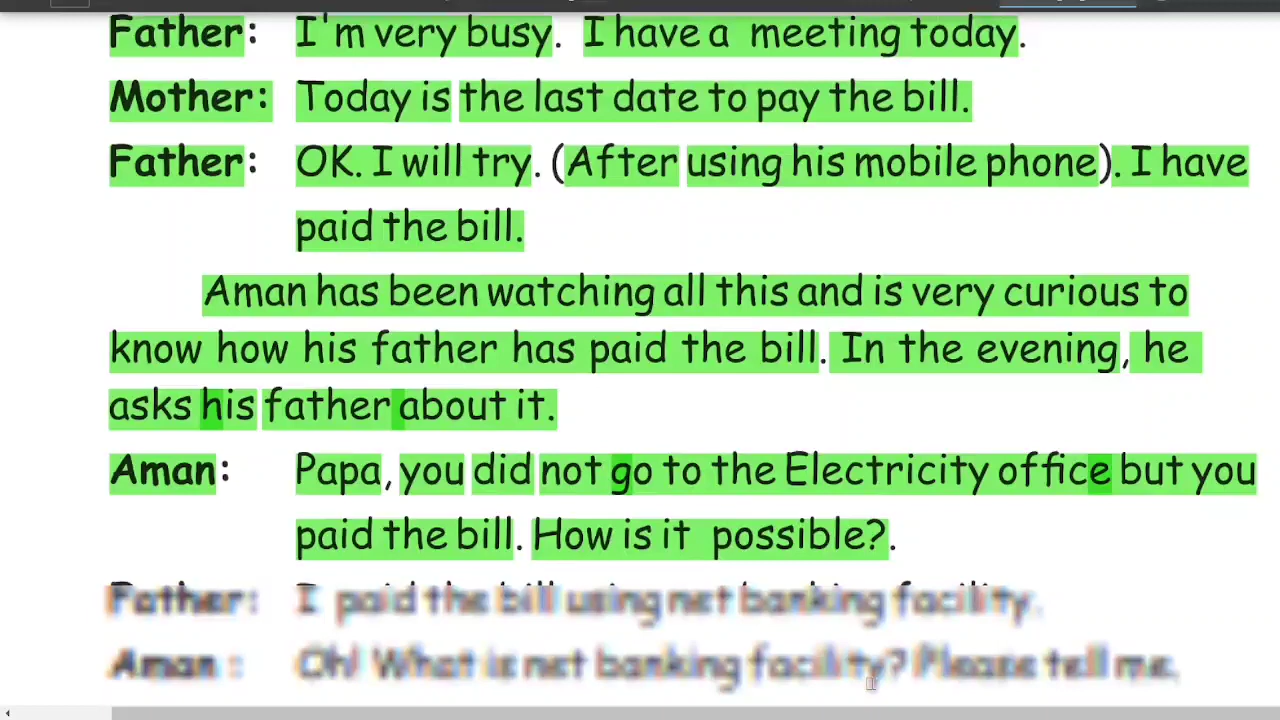 Father: I'm very busy. I have a meeting today.
Mother: Today is the last date to pay the bill.
Father: OK. I will try. (After using his mobile phone). I have
paid the bill.
Aman has been watching all this and is very curious to
know how his father has paid the bill. In the evening, he
asks his father about it.
Aman: Papa, you did not go to the Electricity office but you
paid the bill. How is it possible?.
Father: I paid the bill using net banking facility.
Aman : Oh! What is net banking facility? Please tell me.